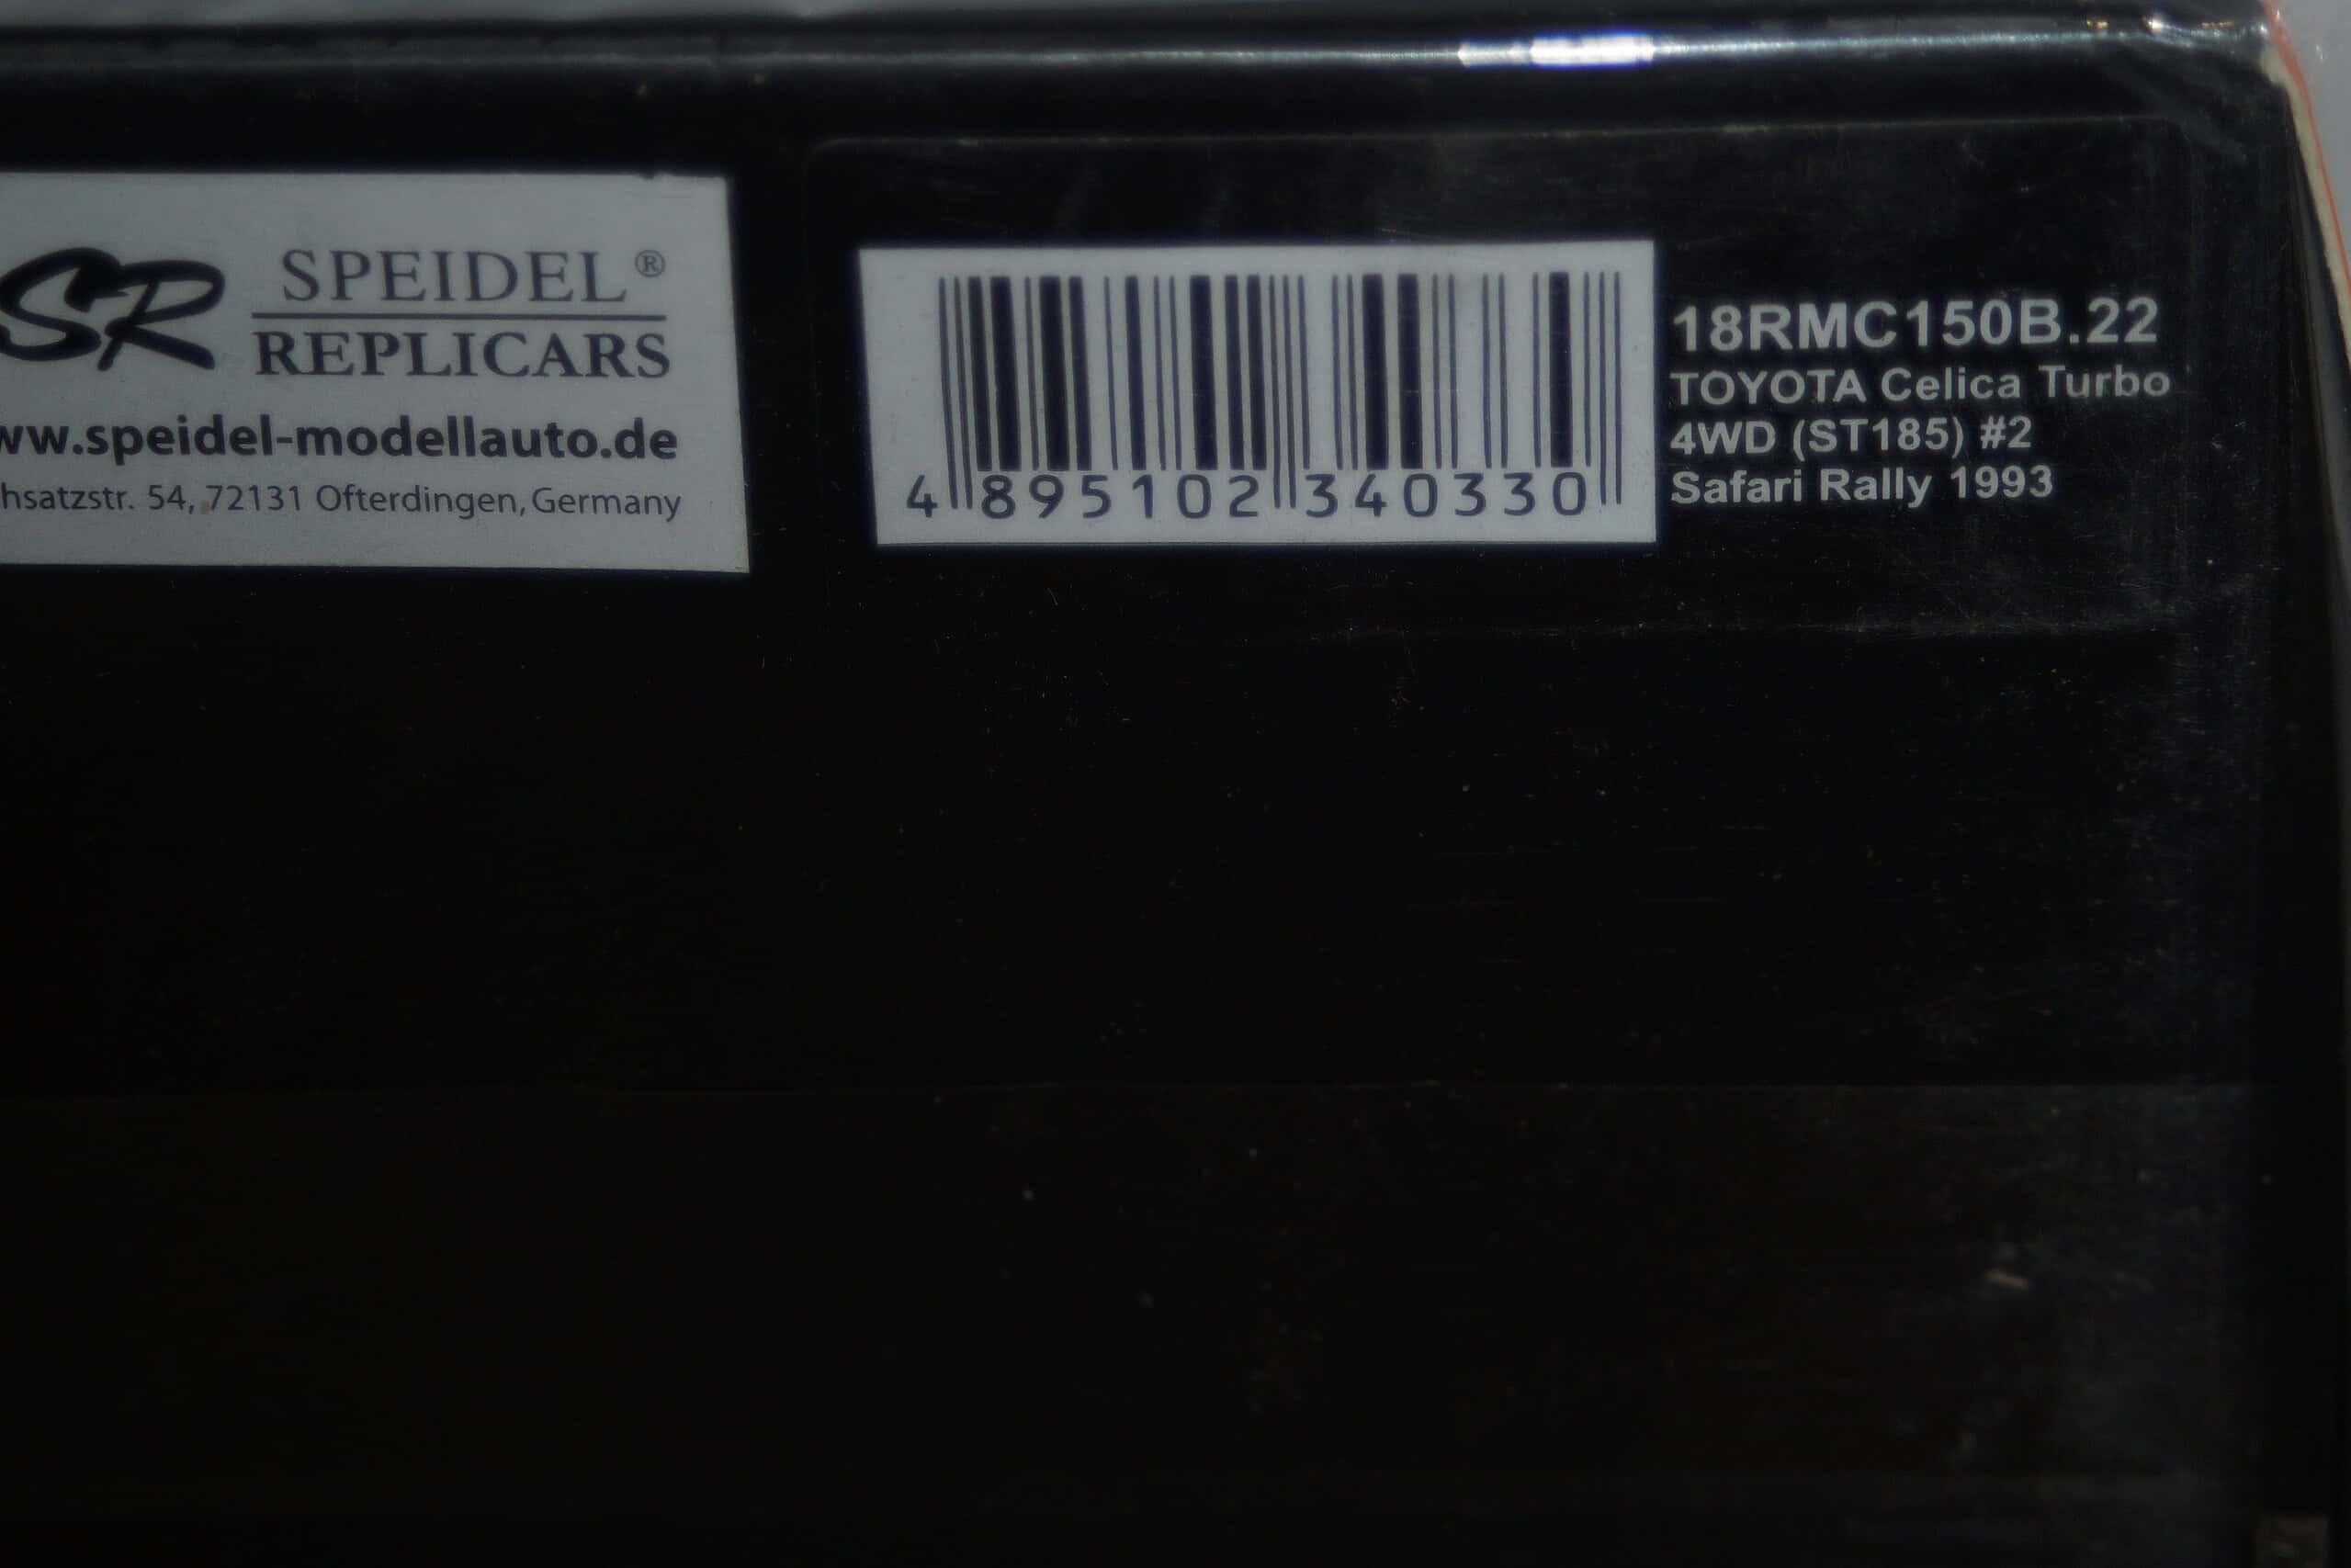 SR SPEIDEL®
REPLICARS
ww.speidel-modellauto.de
hsatzstr. 54, 72131 Ofterdingen, Germany
4 895102 340330
18RMC150B.22
TOYOTA Celica Turbo
4WD (ST185) #2
Safari Rally 1993